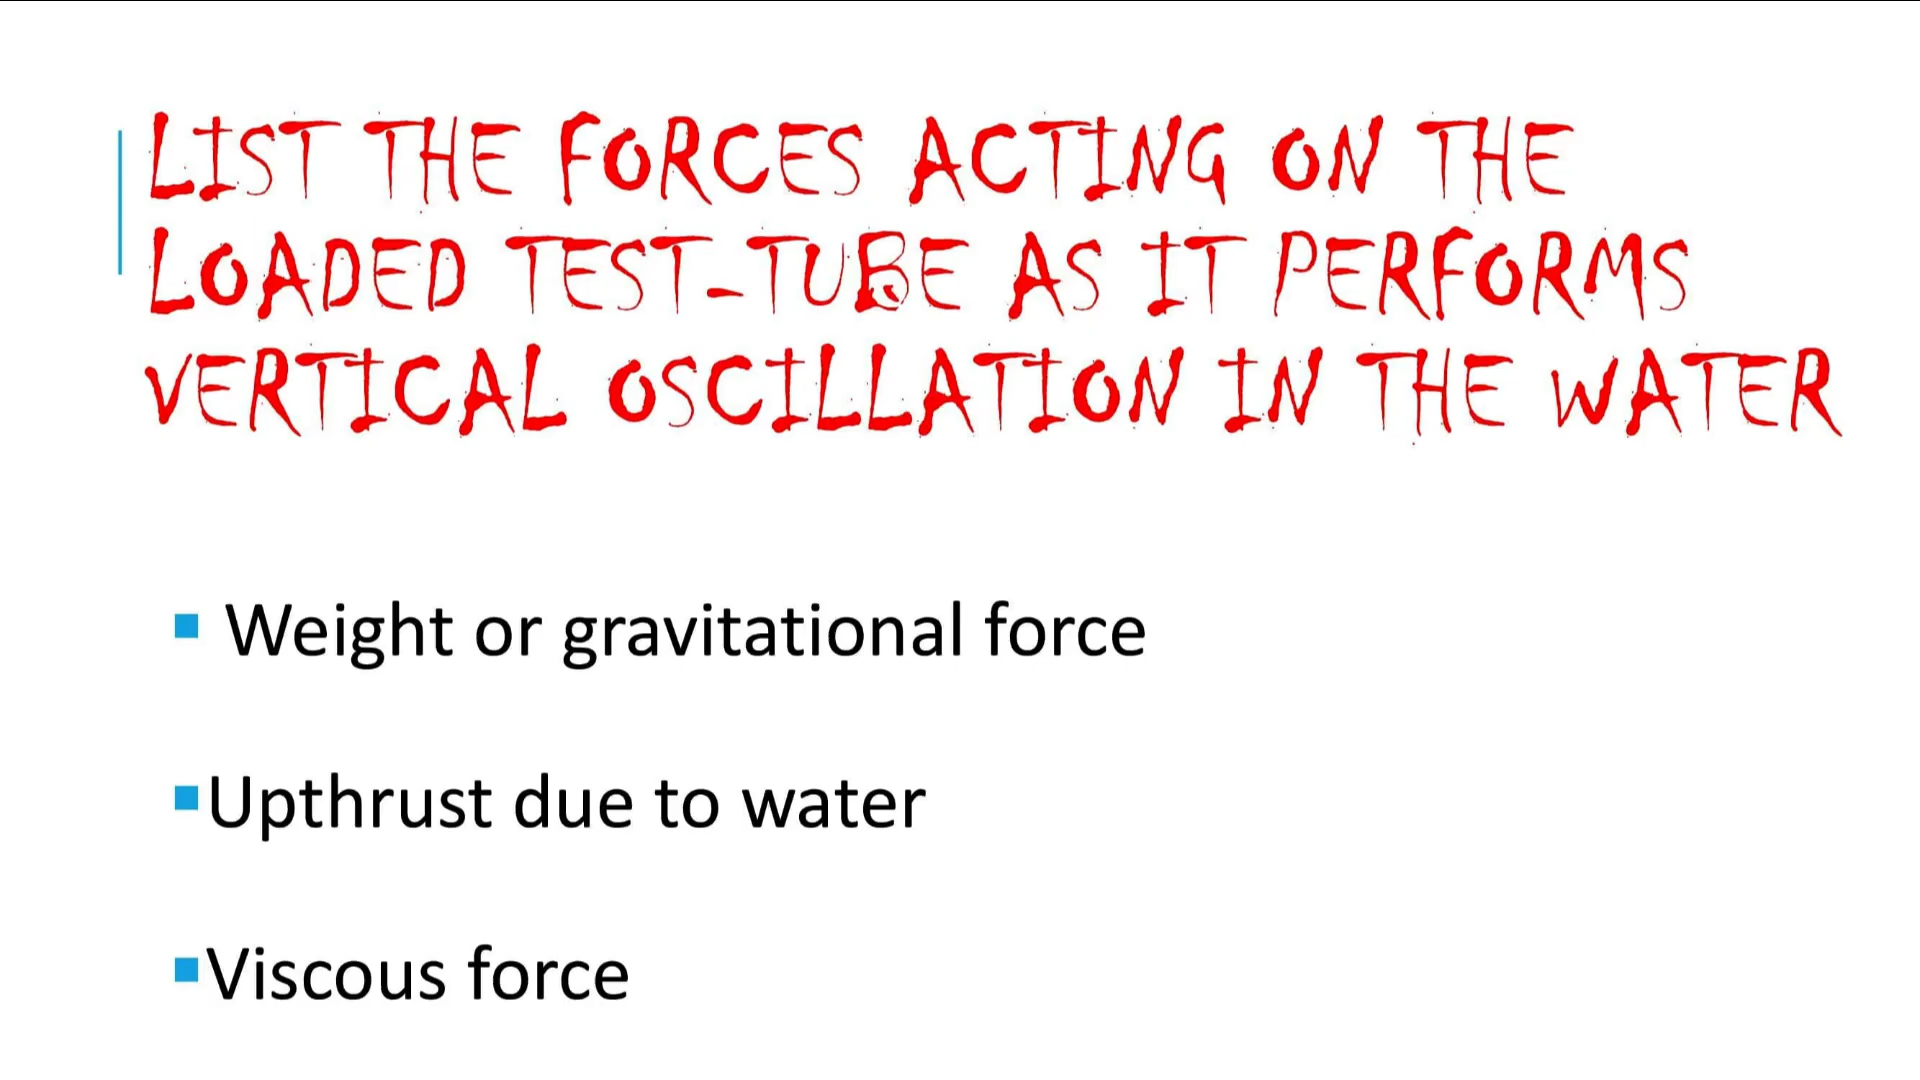 LIST THE FORCES ACTING ON THE
LOADED TEST-TUBE AS IT PERFORMS
VERTICAL OSCILLATION IN THE WATER
Weight or gravitational force
Upthrust due to water
Viscous force